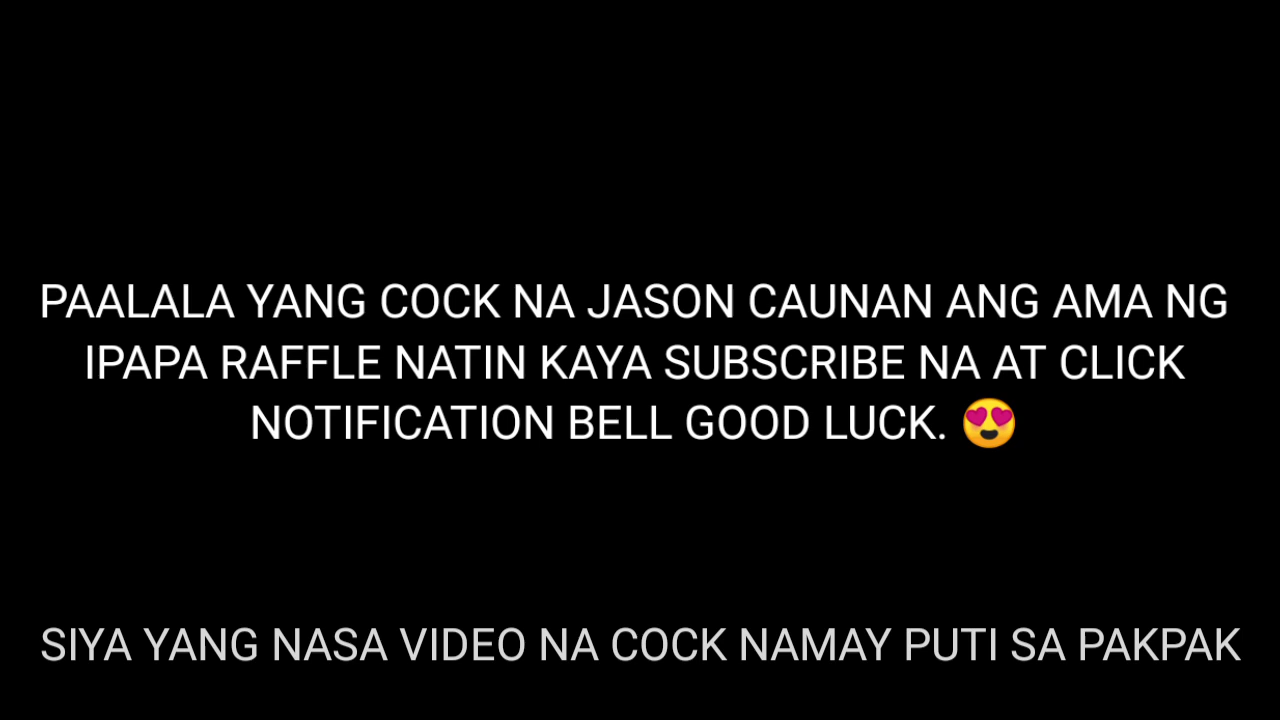 PAALALA YANG COCK NA JASON CAUNAN ANG AMA NG
IPAPA RAFFLE NATIN KAYA SUBSCRIBE NA AT CLICK
NOTIFICATION BELL GOOD LUCK. 😍
SIYA YANG NASA VIDEO NA COCK NAMAY PUTI SA PAKPAK